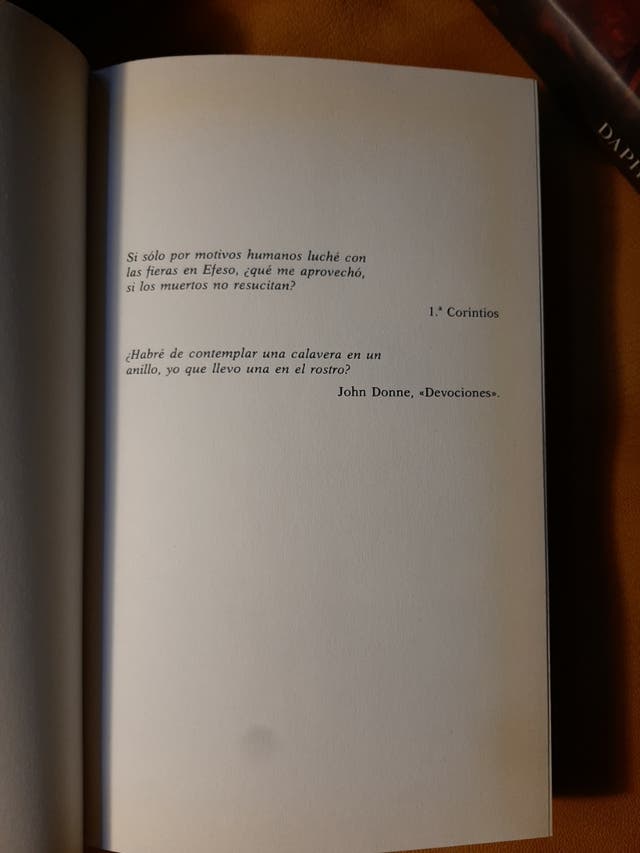 Si sólo por motivos humanos luché con
las fieras en Efeso, ¿qué me aprovechó,
si los muertos no resucitan?
1.ª Corintios
¿Habré de contemplar una calavera en un
anillo, yo que llevo una en el rostro?
John Donne, «Devociones».